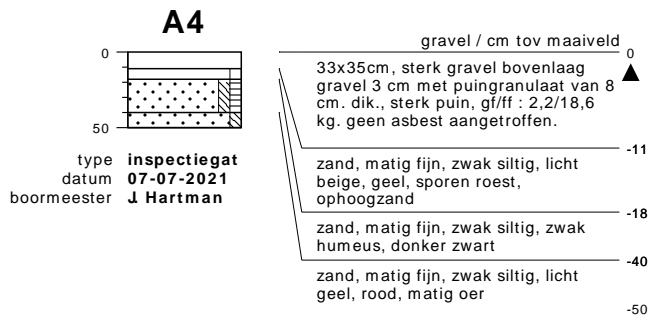 A4
gravel / cm tov maaiveld
0
0
33x35cm, sterk gravel bovenlaag
gravel 3 cm met puingranulaat van 8
cm. dik., sterk puin, gf/ff : 2,2/18,6
kg. geen asbest aangetroffen.
50
-11
type inspectiegat
datum 07-07-2021
boormeester J. Hartman
zand, matig fijn, zwak siltig, licht
beige, geel, sporen roest,
ophoogzand
-18
zand, matig fijn, zwak siltig, zwak
humeus, donker zwart
-40
zand, matig fijn, zwak siltig, licht
geel, rood, matig oer
-50